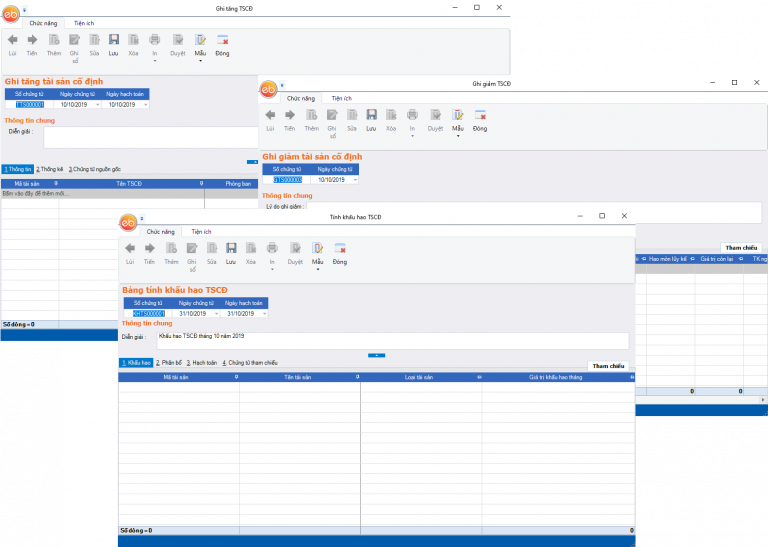 Ghi tăng TSCĐ
eb
Chức năng Tiện ích
Lùi Tiến Thêm Ghi sổ Sửa Lưu Xóa In Duyệt Mẫu Đóng
Ghi tăng tài sản cố định
Số chứng từ Ngày chứng từ Ngày hạch toán
TTS000001 10/10/2019 10/10/2019
Thông tin chung
Diễn giải :
1.Thông tin 2.Thống kê 3.Chứng từ nguồn gốc
Mã tài sản Tên TSCĐ Phòng ban
Bấm vào đây để thêm mới...
Số dòng = 0
Ghi giảm TSCĐ
eb
Chức năng Tiện ích
Lùi Tiến Thêm Ghi sổ Sửa Lưu Xóa In Duyệt Mẫu Đóng
Ghi giảm tài sản cố định
Số chứng từ Ngày chứng từ
GTS000003 10/10/2019
Thông tin chung
Lý do ghi giảm :
Tham chiếu
Hao mòn lũy kế Giá trị còn lại TK ng
0 0
Tính khấu hao TSCĐ
eb
Chức năng Tiện ích
Lùi Tiến Thêm Ghi sổ Sửa Lưu Xóa In Duyệt Mẫu Đóng
Bảng tính khấu hao TSCĐ
Số chứng từ Ngày chứng từ Ngày hạch toán
KHTS000001 31/10/2019 31/10/2019
Thông tin chung
Diễn giải : Khấu hao TSCĐ tháng 10 năm 2019
1. Khấu hao 2. Phân bổ 3. Hạch toán 4. Chứng từ tham chiếu
Tham chiếu
Mã tài sản Tên tài sản Loại tài sản Giá trị khấu hao tháng
Số dòng = 0 0